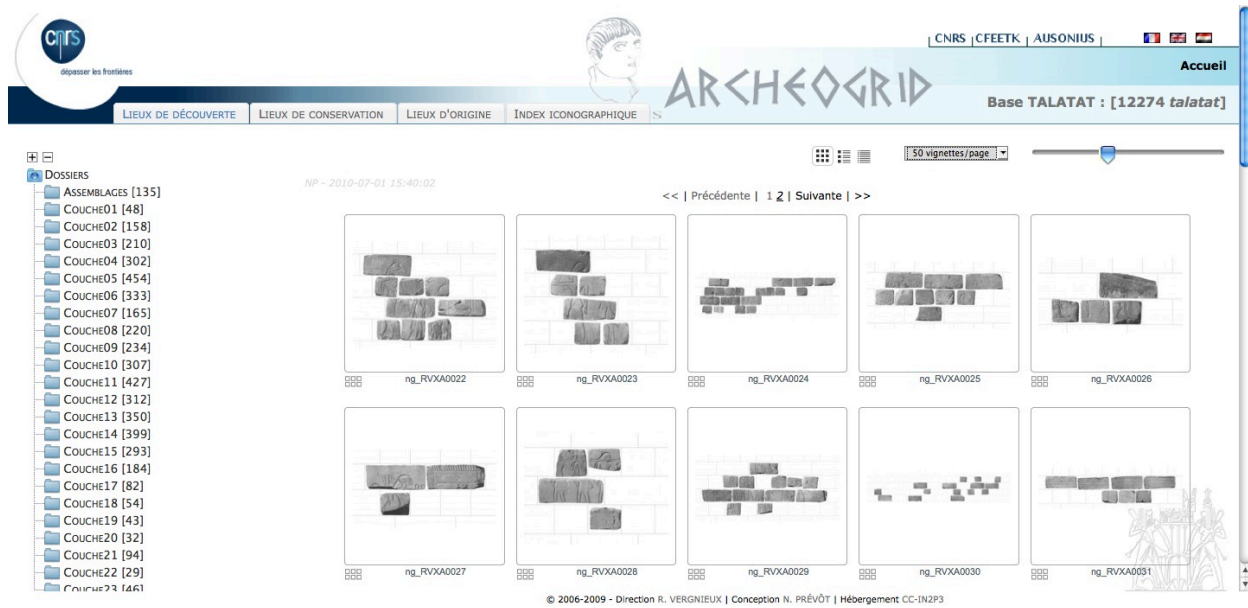 cnrs
dépasser les frontières
| CNRS | CFEETK | AUSONIUS |
Accueil
ARCHEOGRID
Base TALATAT : [12274 talatat]
LIEUX DE DÉCOUVERTE
LIEUX DE CONSERVATION
LIEUX D'ORIGINE
INDEX ICONOGRAPHIQUE
S
50 vignettes/page
NP - 2010-07-01 15:40:02
<< | Précédente | 1 2 | Suivante | >>
DOSSIERS
ASSEMBLAGES [135]
COUCHE01 [48]
COUCHE02 [158]
COUCHE03 [210]
COUCHE04 [302]
COUCHE05 [454]
COUCHE06 [333]
COUCHE07 [165]
COUCHE08 [220]
COUCHE09 [234]
COUCHE10 [307]
COUCHE11 [427]
COUCHE12 [312]
COUCHE13 [350]
COUCHE14 [399]
COUCHE15 [293]
COUCHE16 [184]
COUCHE17 [82]
COUCHE18 [54]
COUCHE19 [43]
COUCHE20 [32]
COUCHE21 [94]
COUCHE22 [29]
COUCHE23 [46]
ng_RVXA0022
ng_RVXA0023
ng_RVXA0024
ng_RVXA0025
ng_RVXA0026
ng_RVXA0027
ng_RVXA0028
ng_RVXA0029
ng_RVXA0030
ng_RVXA0031
© 2006-2009 - Direction R. VERGNIEUX | Conception N. PRÉVÔT | Hébergement CC-IN2P3